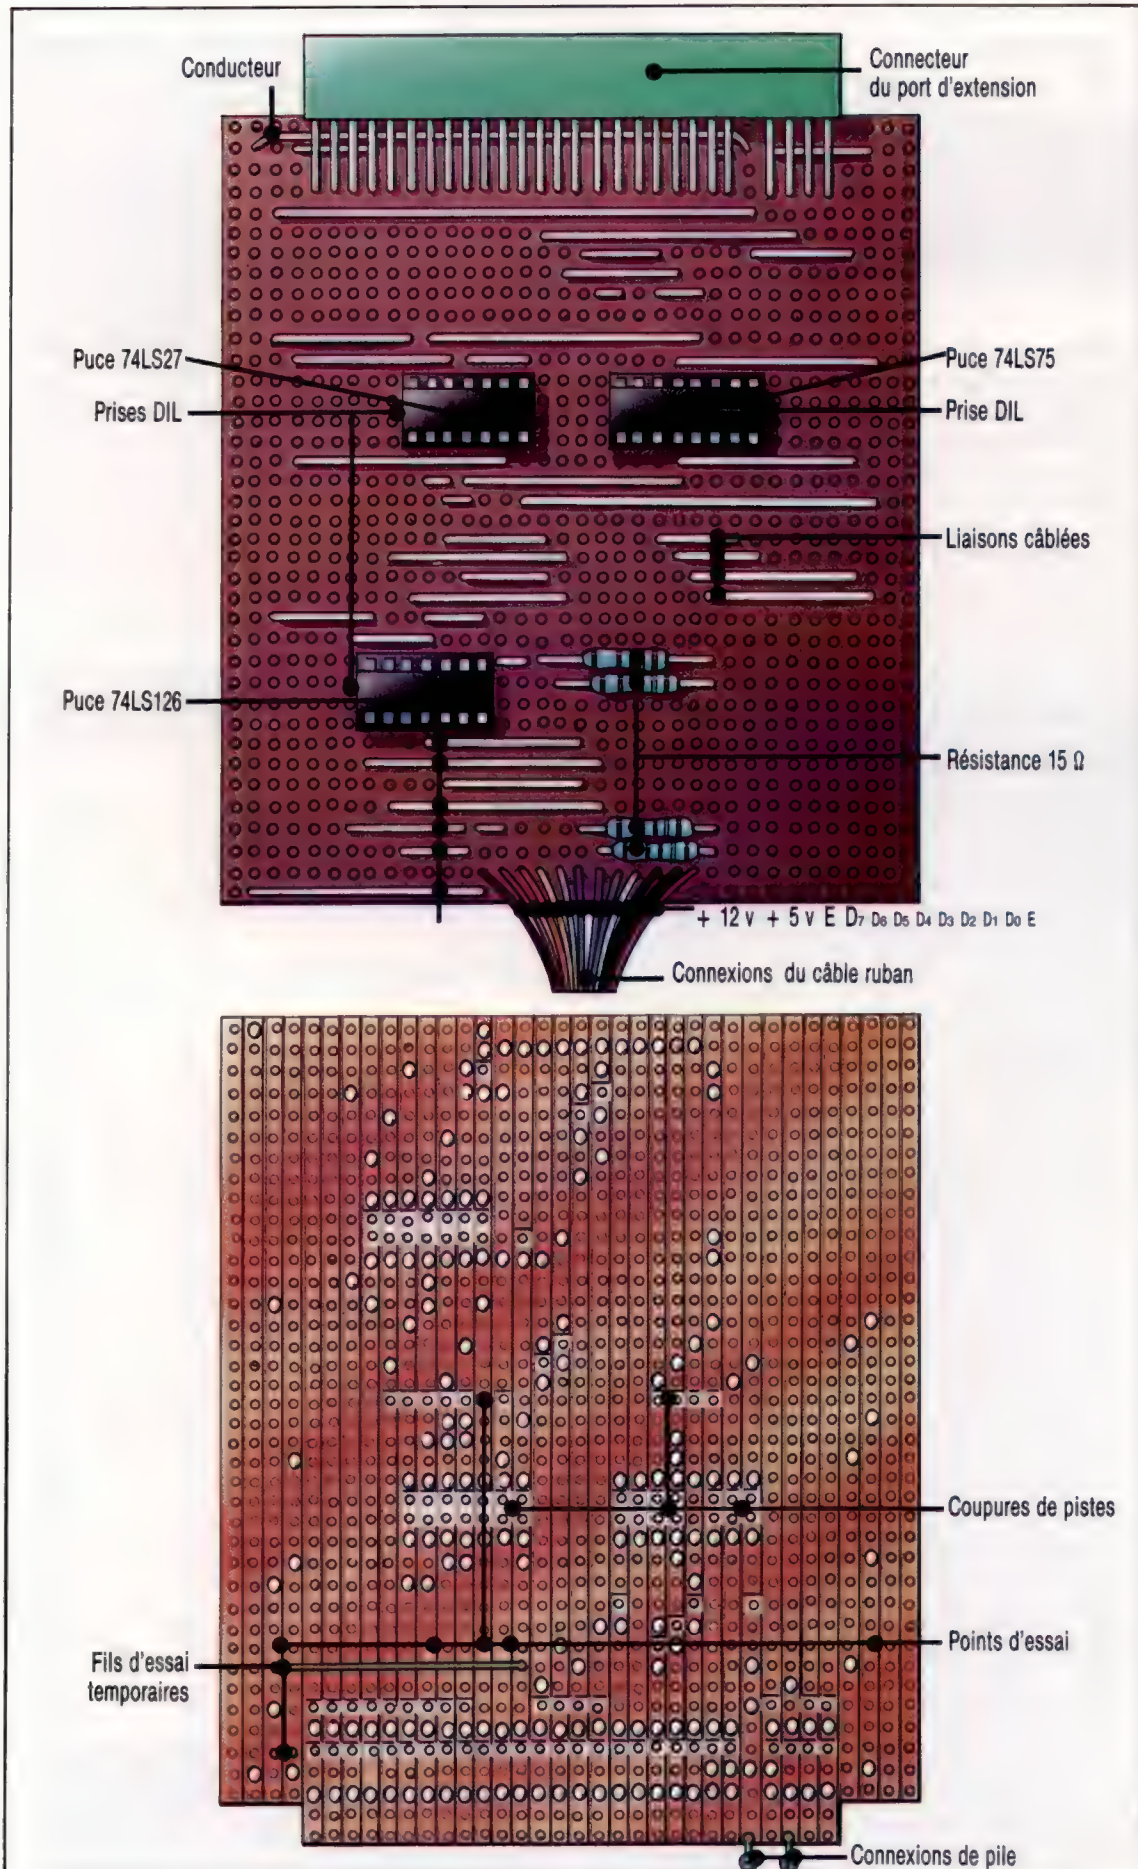 Conducteur
Connecteur
du port d'extension
Puce 74LS27
Puce 74LS75
Prises DIL
Prise DIL
Liaisons câblées
Puce 74LS126
Résistance 15 Ω
+ 12 v + 5 v E D7 D6 D5 D4 D3 D2 D1 D0 E
Connexions du câble ruban
Coupures de pistes
Points d'essai
Fils d'essai
temporaires
Connexions de pile